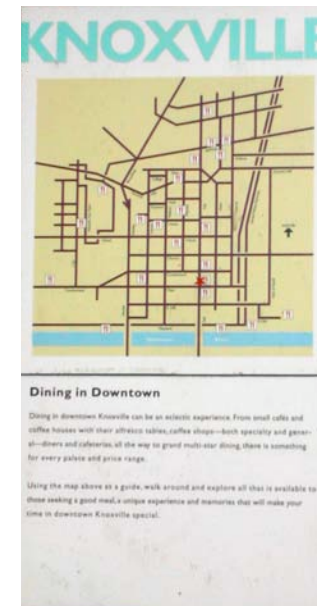 KNOXVILLE
Dining in Downtown
Dining in downtown Knoxville can be an eclectic experience. From small cafés and
coffee houses with their alfresco tables, coffee shops—both specialty and gener-
al—diners and cafeterias, all the way to grand multi-star dining, there is something
for every palate and price range.
Using the map above as a guide, walk around and explore all that is available to
those seeking a good meal, a unique experience and memories that will make your
time in downtown Knoxville special.